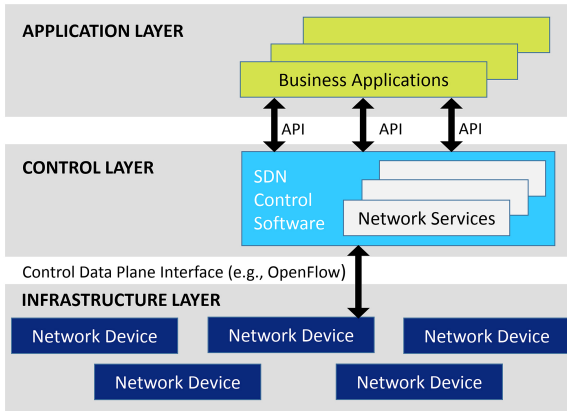 APPLICATION LAYER
Business Applications
API API API
CONTROL LAYER
SDN
Control
Software
Network Services
Control Data Plane Interface (e.g., OpenFlow)
INFRASTRUCTURE LAYER
Network Device Network Device Network Device
Network Device Network Device